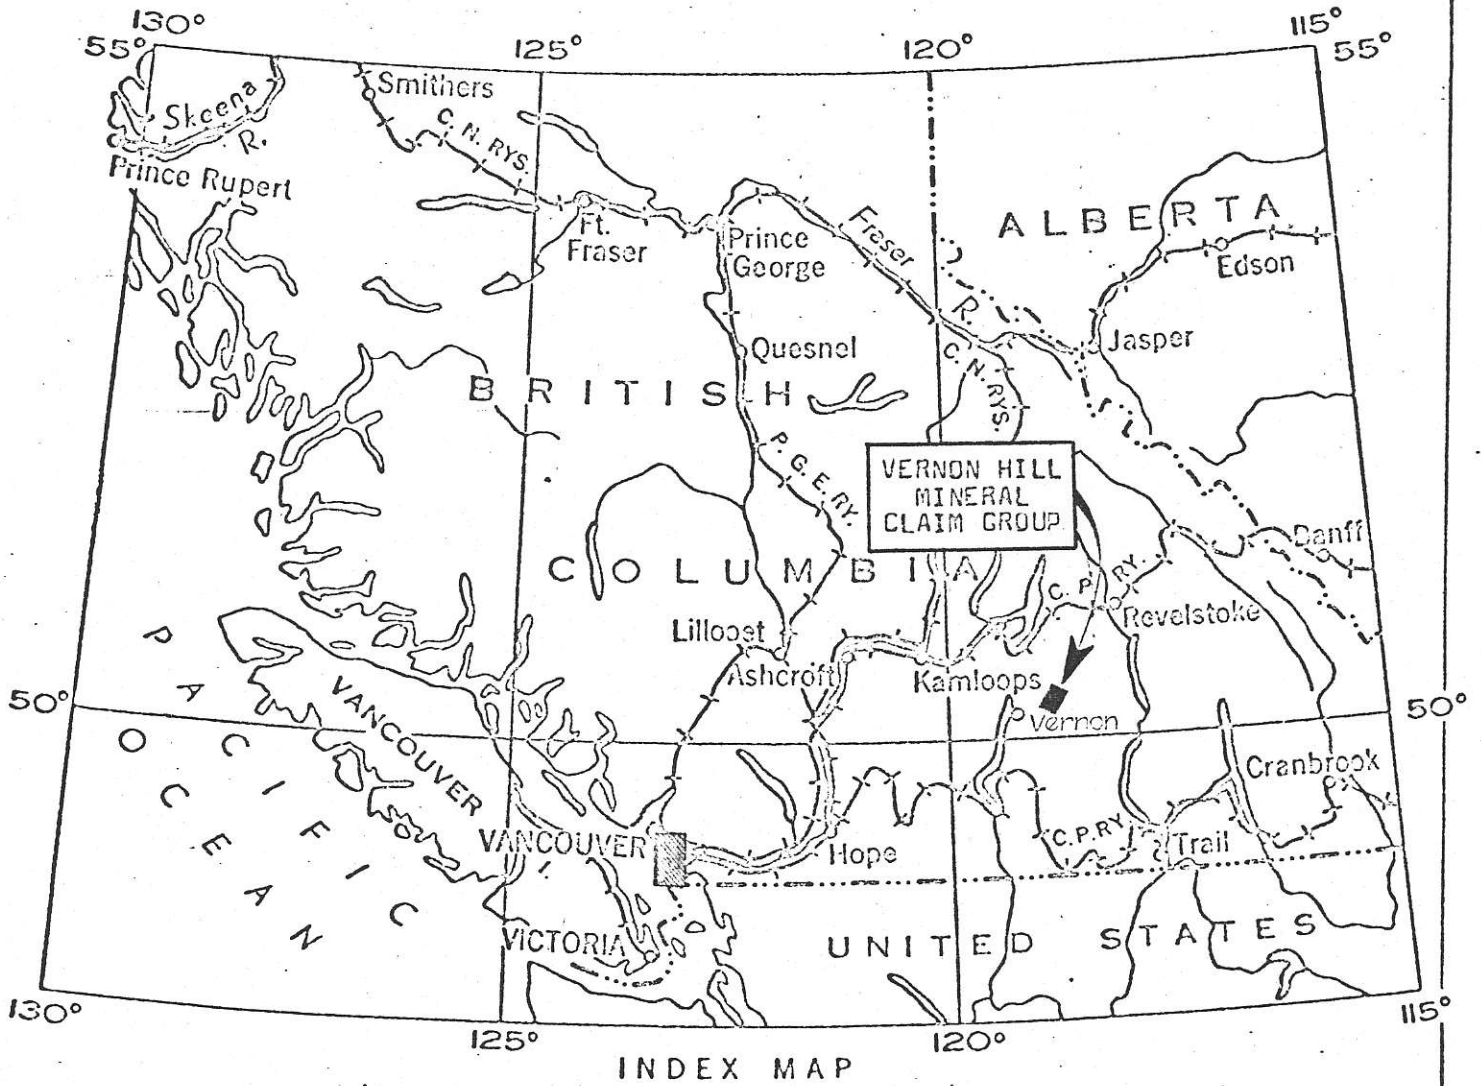 130°
125°
120°
115°
55°
55°
Skeena
R.
Prince Rupert
Smithers
C. N. RYS.
Ft.
Fraser
Prince
George
Fraser
R.
ALBERTA
Edson
Jasper
C. N. RYS.
Quesnel
BRITISH
P. G. E. RY.
VERNON HILL
MINERAL
CLAIM GROUP
COLUMBIA
Banff
C. P. RY.
Revelstoke
Lillooet
Ashcroft
Kamloops
Vernon
50°
50°
PACIFIC
OCEAN
VANCOUVER
I.
VANCOUVER
Hope
C.P.RY
Trail
Cranbrook
VICTORIA
UNITED STATES
130°
125°
120°
115°
INDEX MAP